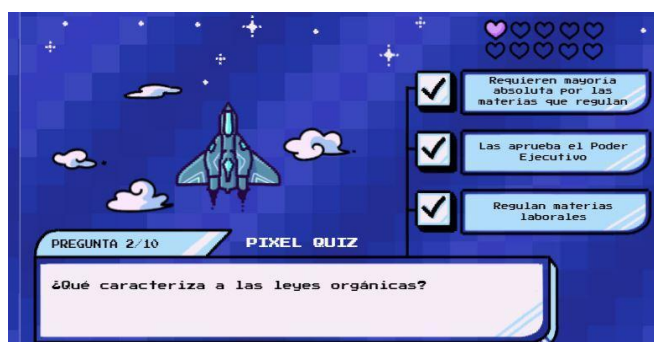 Requieren mayoría
absoluta por las
materias que regulan
Las aprueba el Poder
Ejecutivo
Regulan materias
laborales
PREGUNTA 2/10
PIXEL QUIZ
¿Qué caracteriza a las leyes orgánicas?